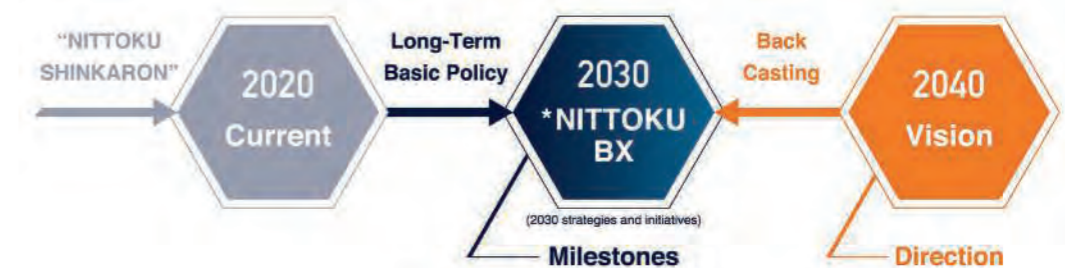 “NITTOKU
SHINKARON”
2020
Current
Long-Term
Basic Policy
2030
*NITTOKU
BX
(2030 strategies and initiatives)
Milestones
Back
Casting
2040
Vision
Direction